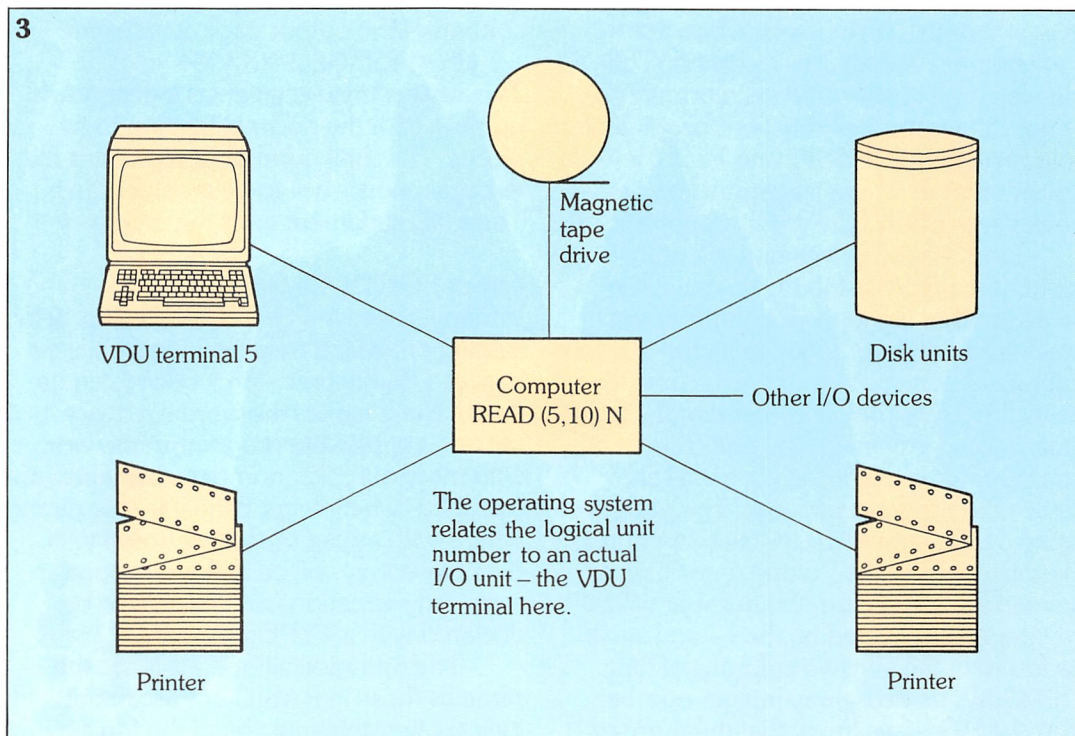 3
Magnetic
tape
drive
VDU terminal 5
Disk units
Computer
READ (5,10) N
Other I/O devices
The operating system
relates the logical unit
number to an actual
I/O unit – the VDU
terminal here.
Printer
Printer